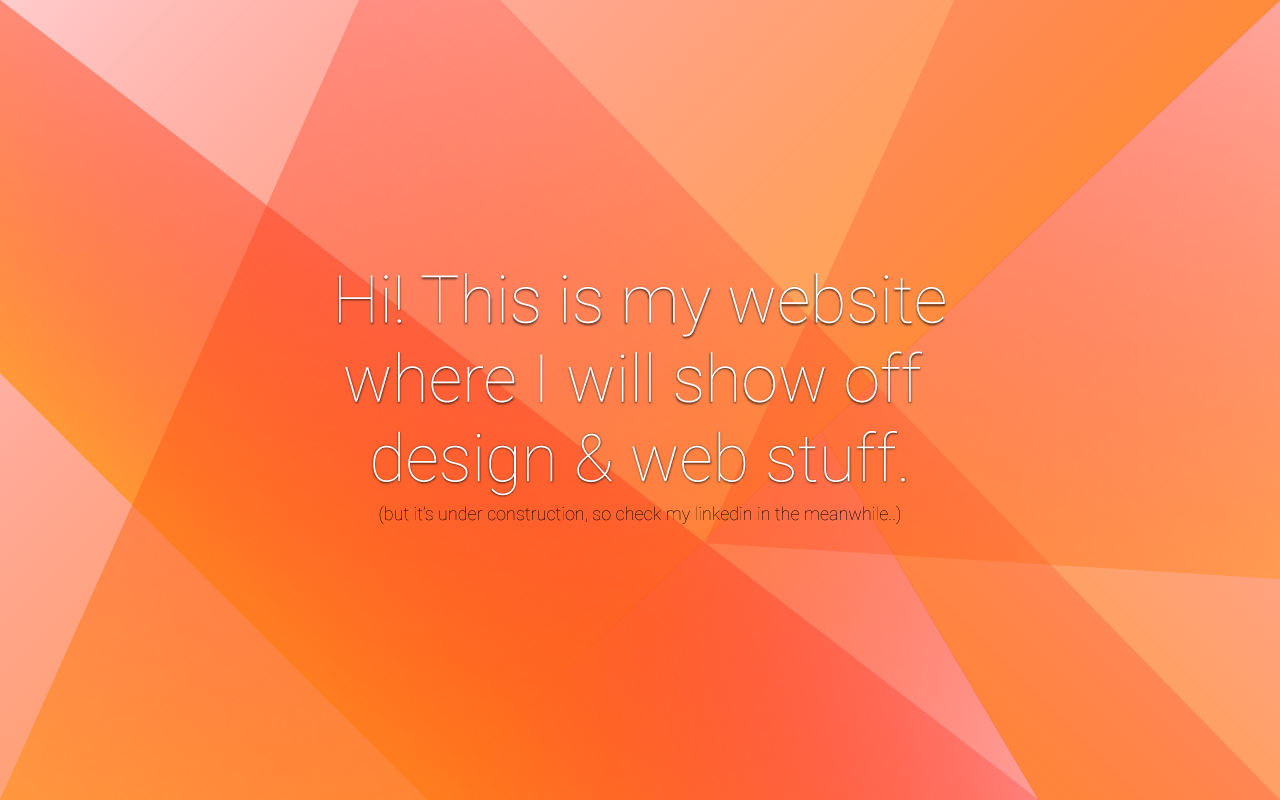 Hi! This is my website
where I will show off
design & web stuff.
(but it's under construction, so check my linkedin in the meanwhile..)